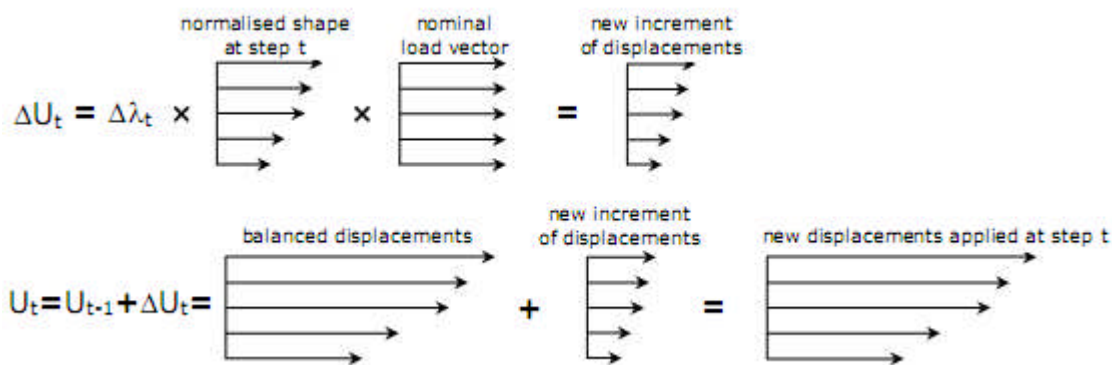 normalised shape
at step t
nominal
load vector
new increment
of displacements
ΔUt = Δλt × × =
balanced displacements
new increment
of displacements
new displacements applied at step t
Ut=Ut-1+ΔUt= + =